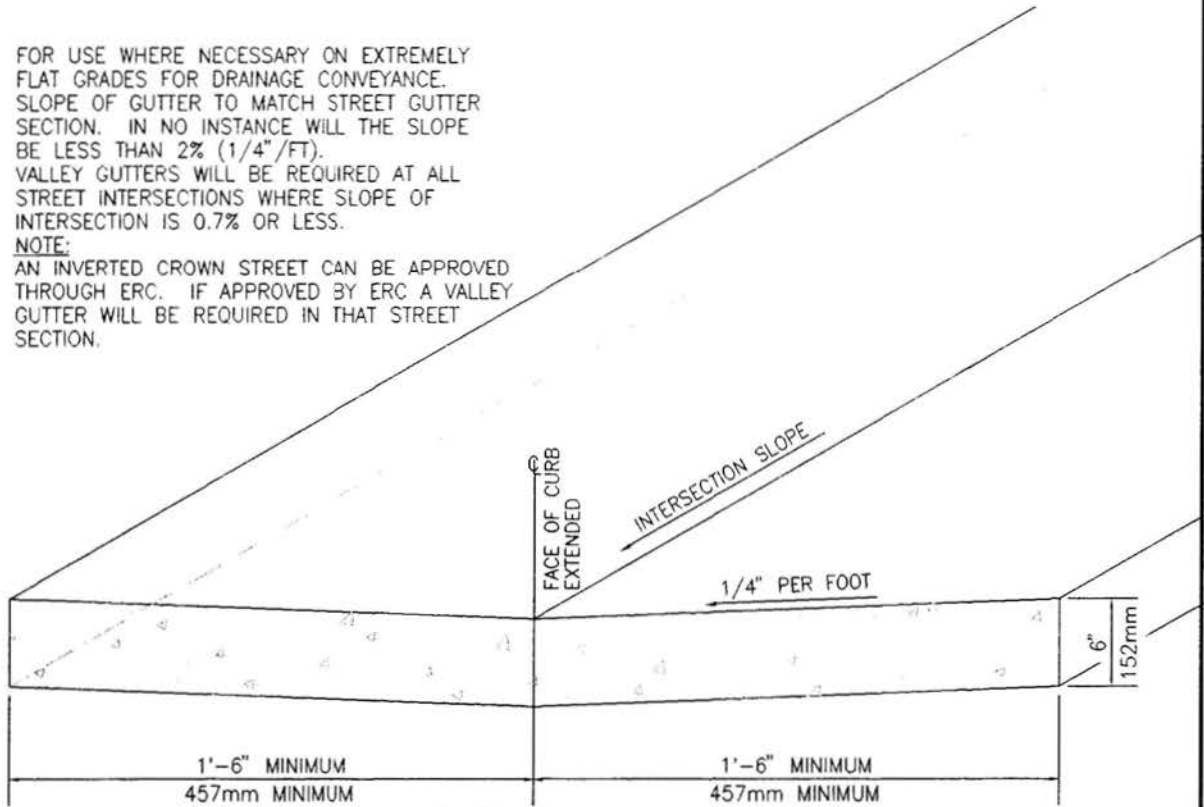 FOR USE WHERE NECESSARY ON EXTREMELY
FLAT GRADES FOR DRAINAGE CONVEYANCE.
SLOPE OF GUTTER TO MATCH STREET GUTTER
SECTION. IN NO INSTANCE WILL THE SLOPE
BE LESS THAN 2% (1/4"/FT).
VALLEY GUTTERS WILL BE REQUIRED AT ALL
STREET INTERSECTIONS WHERE SLOPE OF
INTERSECTION IS 0.7% OR LESS.
NOTE:
AN INVERTED CROWN STREET CAN BE APPROVED
THROUGH ERC. IF APPROVED BY ERC A VALLEY
GUTTER WILL BE REQUIRED IN THAT STREET
SECTION.
℄
FACE OF CURB
EXTENDED
INTERSECTION SLOPE
1/4" PER FOOT
6"
152mm
1'-6" MINIMUM
457mm MINIMUM
1'-6" MINIMUM
457mm MINIMUM